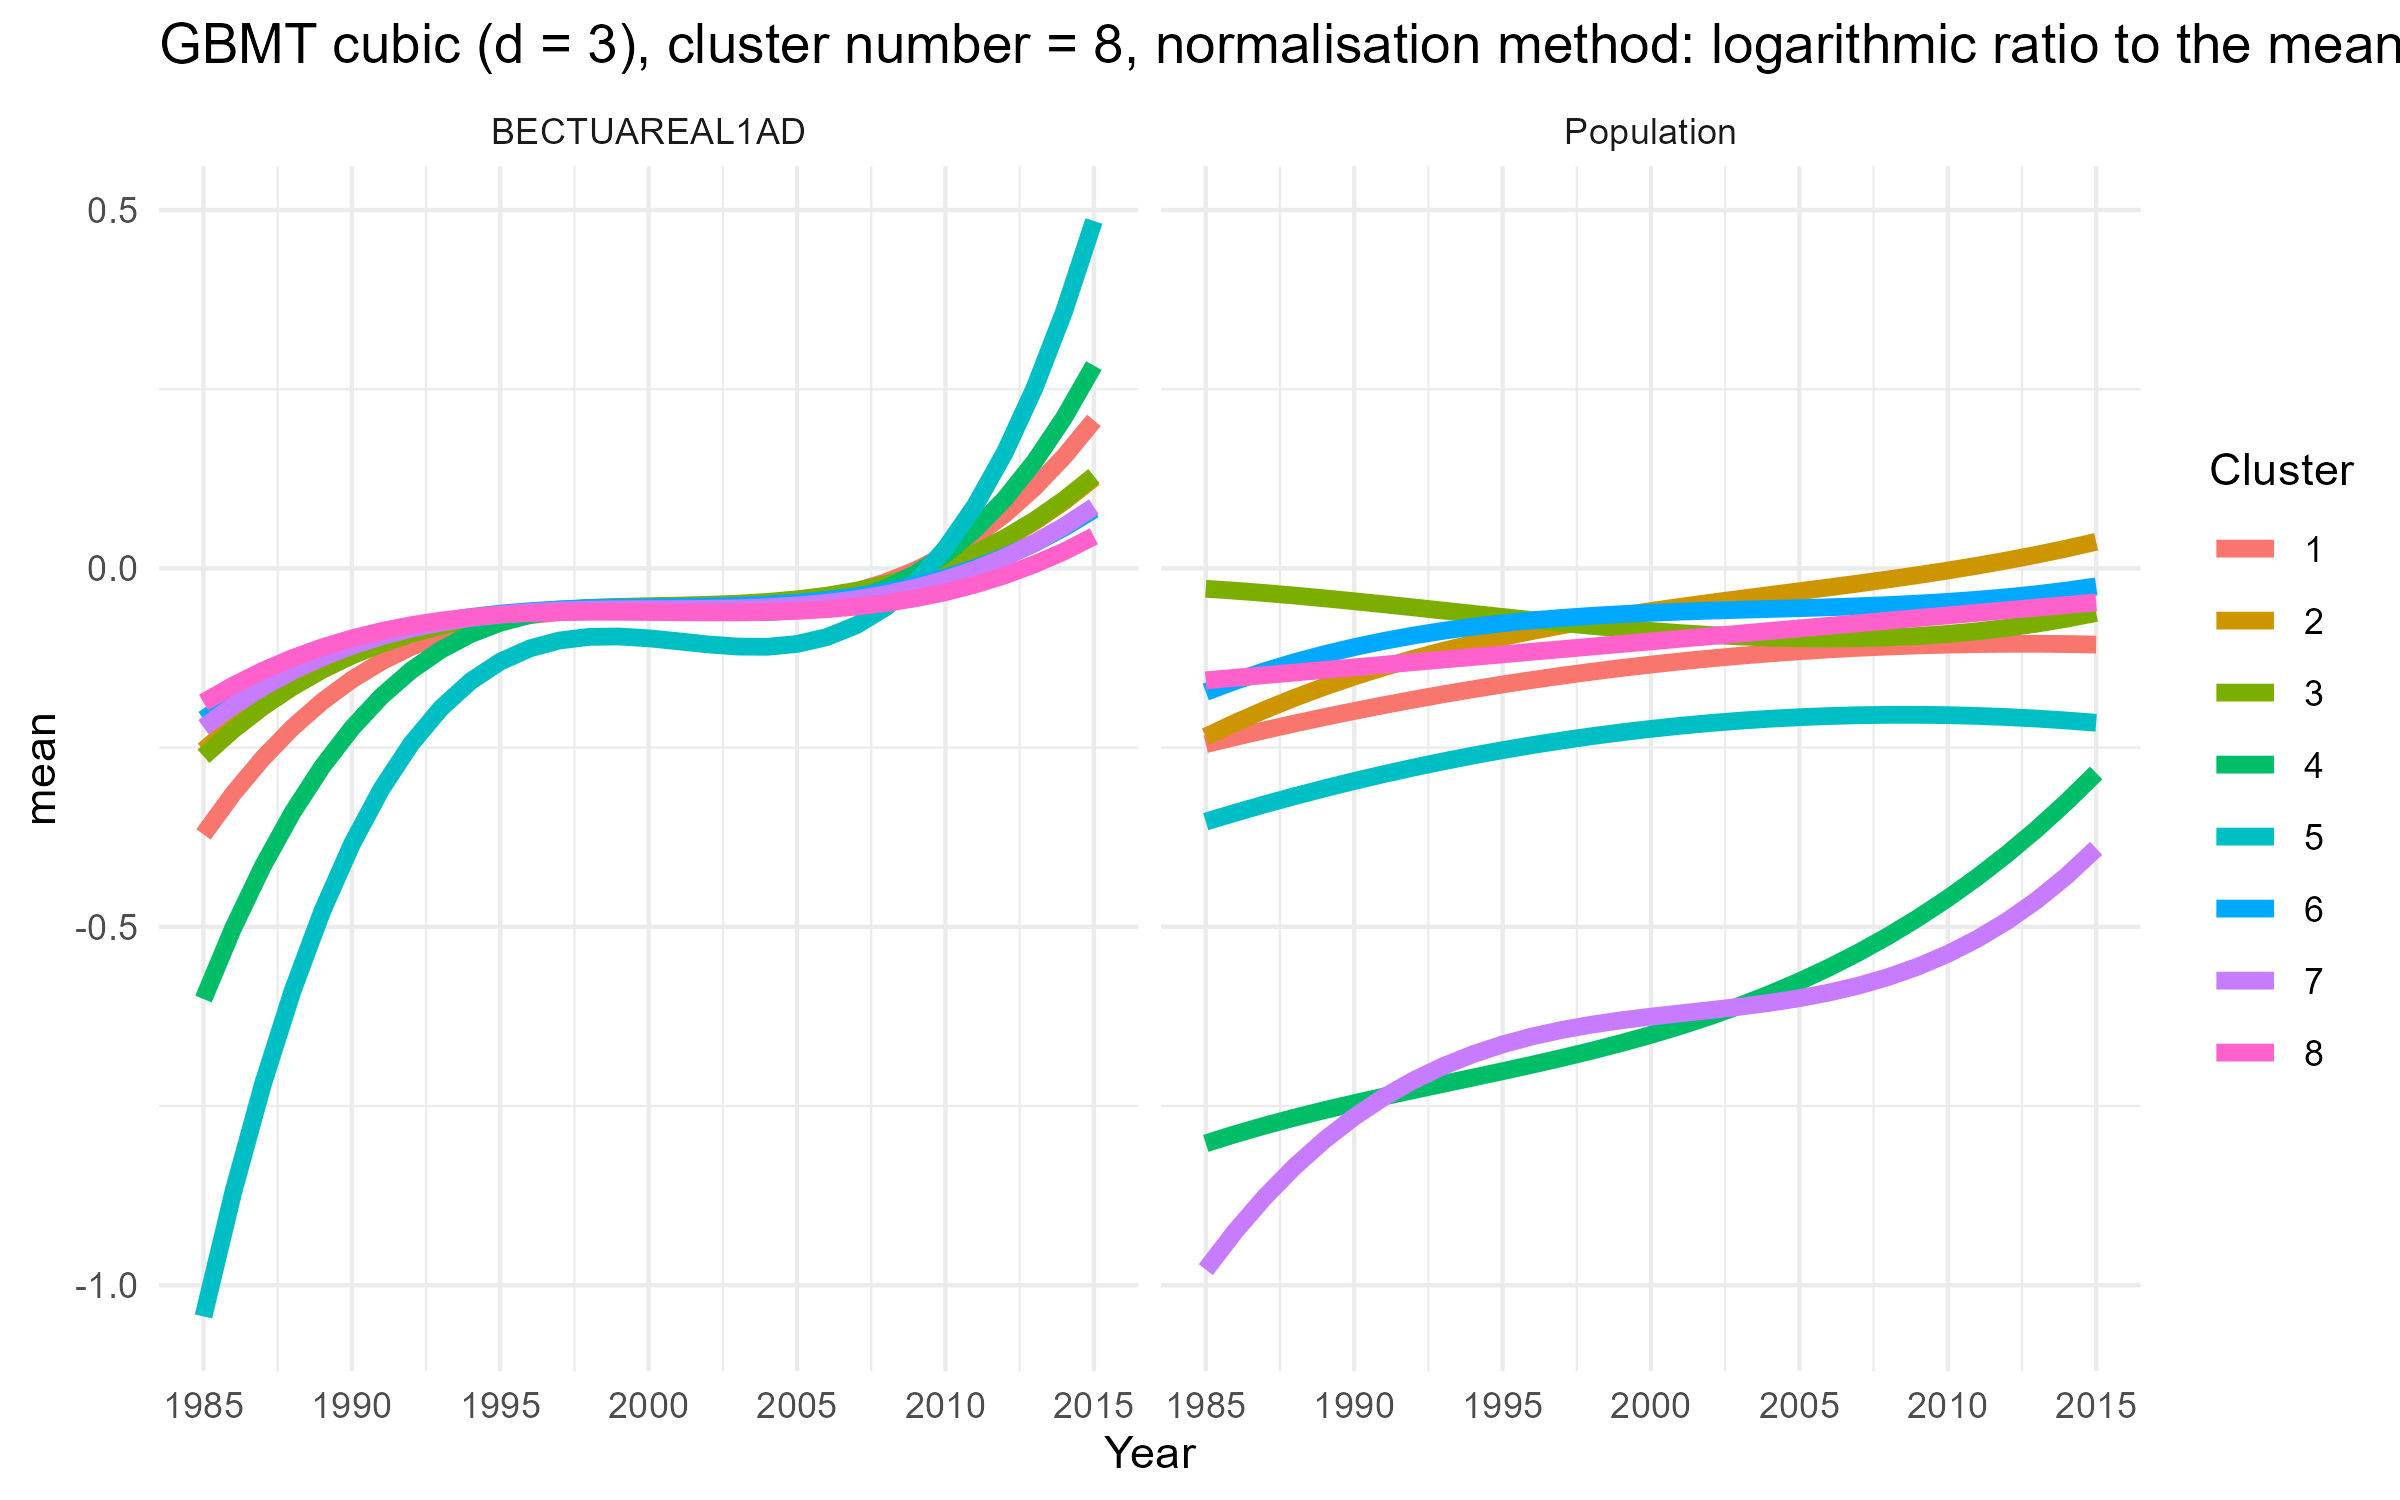 GBMT cubic (d = 3), cluster number = 8, normalisation method: logarithmic ratio to the mean
BECTUAREAL1AD
Population
0.5
0.0
-0.5
-1.0
mean
1985 1990 1995 2000 2005 2010 2015
1985 1990 1995 2000 2005 2010 2015
Year
Cluster
1
2
3
4
5
6
7
8